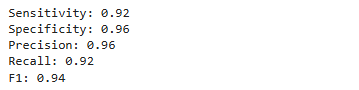 Sensitivity: 0.92
Specificity: 0.96
Precision: 0.96
Recall: 0.92
F1: 0.94